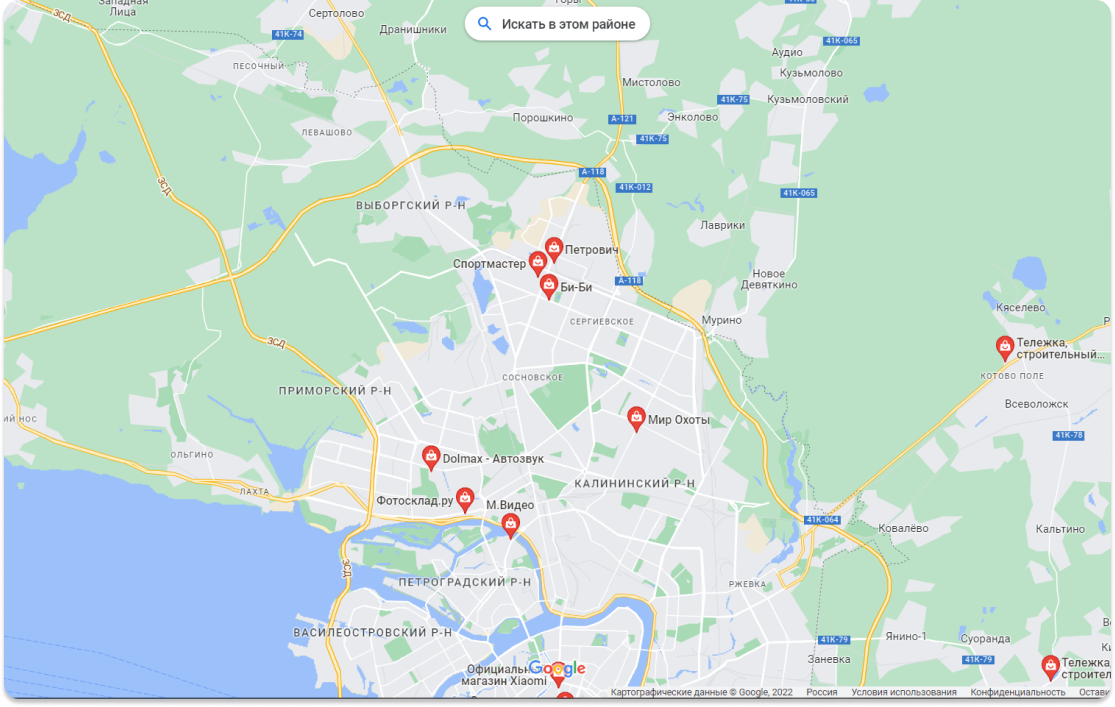 Западная
Лица
ЗСД
Сертолово
Дранишники
41К-74
Искать в этом районе
41К-065
Аудио
Кузьмолово
ПЕСОЧНЫЙ
Мистолово
41К-75
Кузьмоловский
Порошкино
А-121
Энколово
ЛЕВАШОВО
41К-75
А-118
ЗСД
41К-012
41К-065
ВЫБОРГСКИЙ Р-Н
Лаврики
Петрович
Спортмастер
Би-Би
А-118
Новое
Девяткино
Кяселево
СЕРГИЕВСКОЕ
Мурино
ЗСД
Тележка,
строительный...
КОТОВО ПОЛЕ
СОСНОВСКОЕ
ПРИМОРСКИЙ Р-Н
Всеволожск
ИЙ НОС
Мир Охоты
41К-78
ОЛЬГИНО
Dolmax - Автозвук
КАЛИНИНСКИЙ Р-Н
ЛАХТА
Фотосклад.ру
М.Видео
41К-064
Ковалёво
Кальтино
ЗСД
ПЕТРОГРАДСКИЙ Р-Н
РЖЕВКА
ВАСИЛЕОСТРОВСКИЙ Р-Н
41К-79
Янино-1
Суоранда
Заневка
41К-79
Официальн
Google
магазин Xiaomi
Тележка
строител
Картографические данные © Google, 2022
Россия
Условия использования
Конфиденциальность
Остави